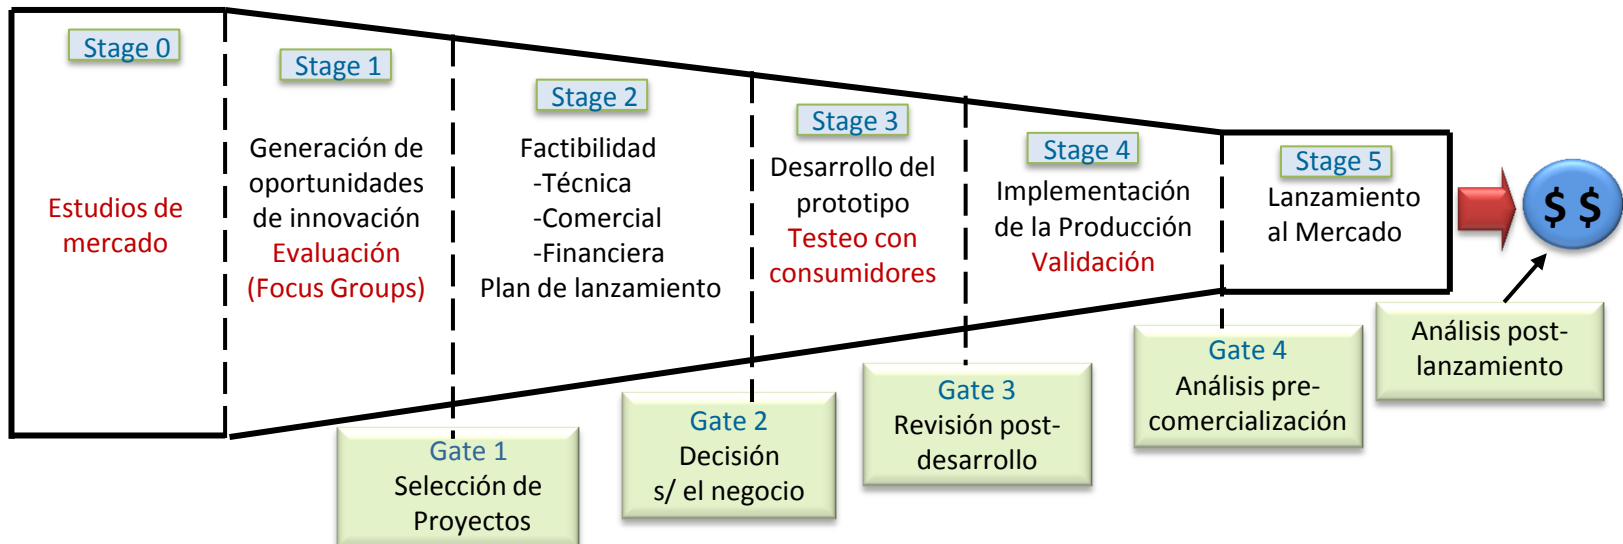 Stage 0
Estudios de
mercado
Stage 1
Generación de
oportunidades
de innovación
Evaluación
(Focus Groups)
Stage 2
Factibilidad
-Técnica
-Comercial
-Financiera
Plan de lanzamiento
Stage 3
Desarrollo del
prototipo
Testeo con
consumidores
Stage 4
Implementación
de la Producción
Validación
Stage 5
Lanzamiento
al Mercado
$ $
Gate 1
Selección de
Proyectos
Gate 2
Decisión
s/ el negocio
Gate 3
Revisión post-
desarrollo
Gate 4
Análisis pre-
comercialización
Análisis post-
lanzamiento